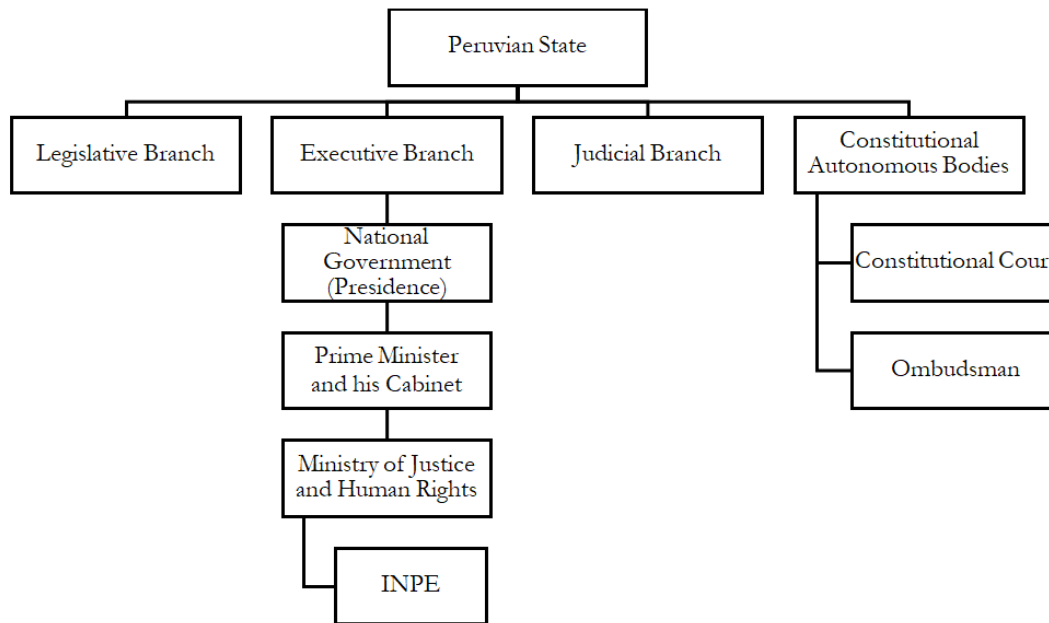 Peruvian State
Legislative Branch
Executive Branch
Judicial Branch
Constitutional
Autonomous Bodies
National
Government
(Presidence)
Constitutional Cour
Prime Minister
and his Cabinet
Ombudsman
Ministry of Justice
and Human Rights
INPE